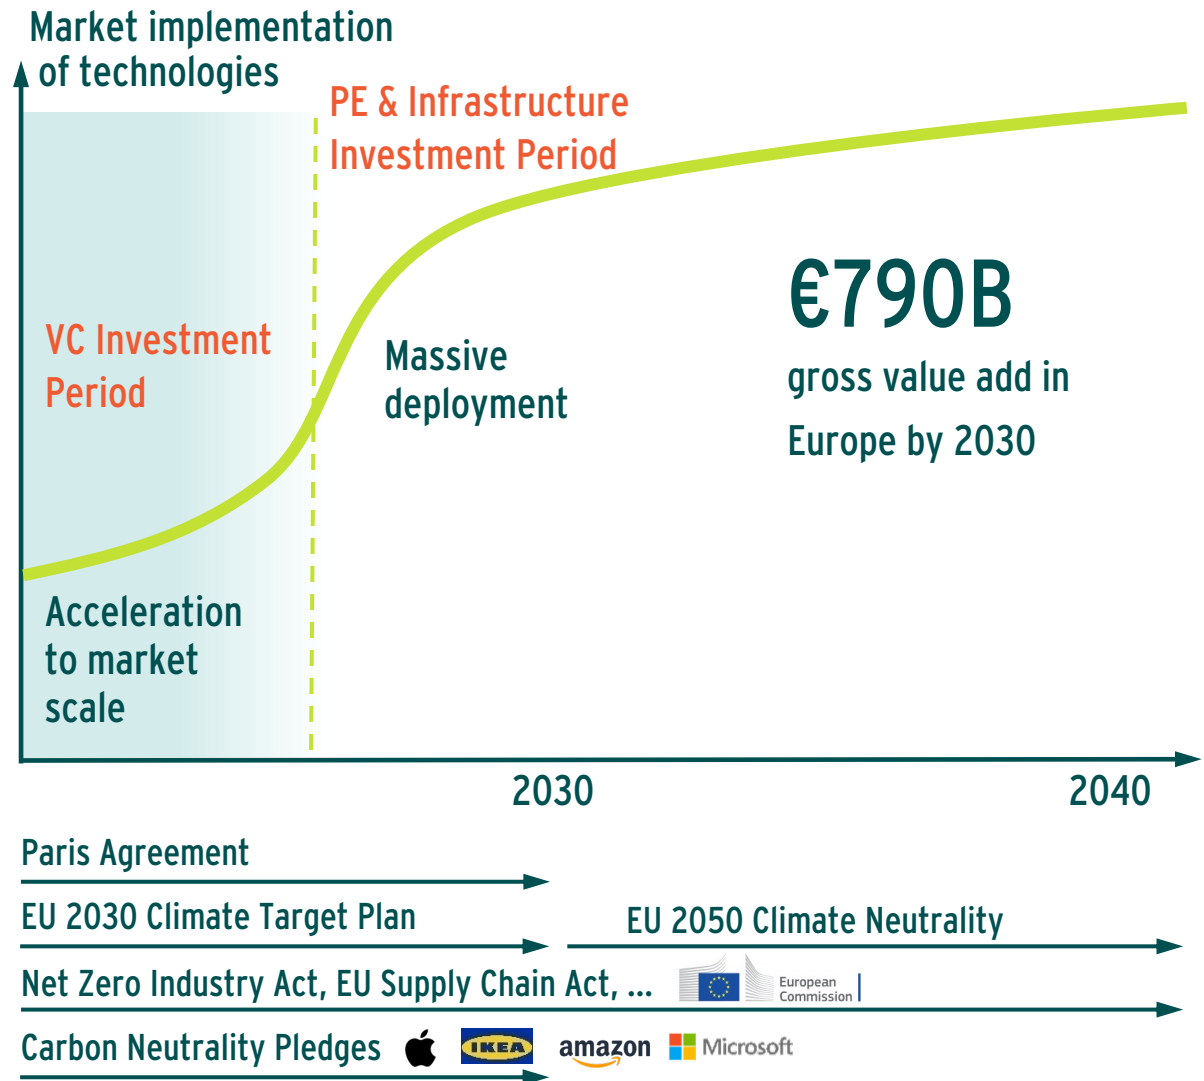 Market implementation
of technologies
PE & Infrastructure
Investment Period
€790B
gross value add in
Europe by 2030
VC Investment
Period
Massive
deployment
Acceleration
to market
scale
2030
2040
Paris Agreement
EU 2030 Climate Target Plan
EU 2050 Climate Neutrality
Net Zero Industry Act, EU Supply Chain Act, ...
European
Commission
Carbon Neutrality Pledges
IKEA
amazon
Microsoft